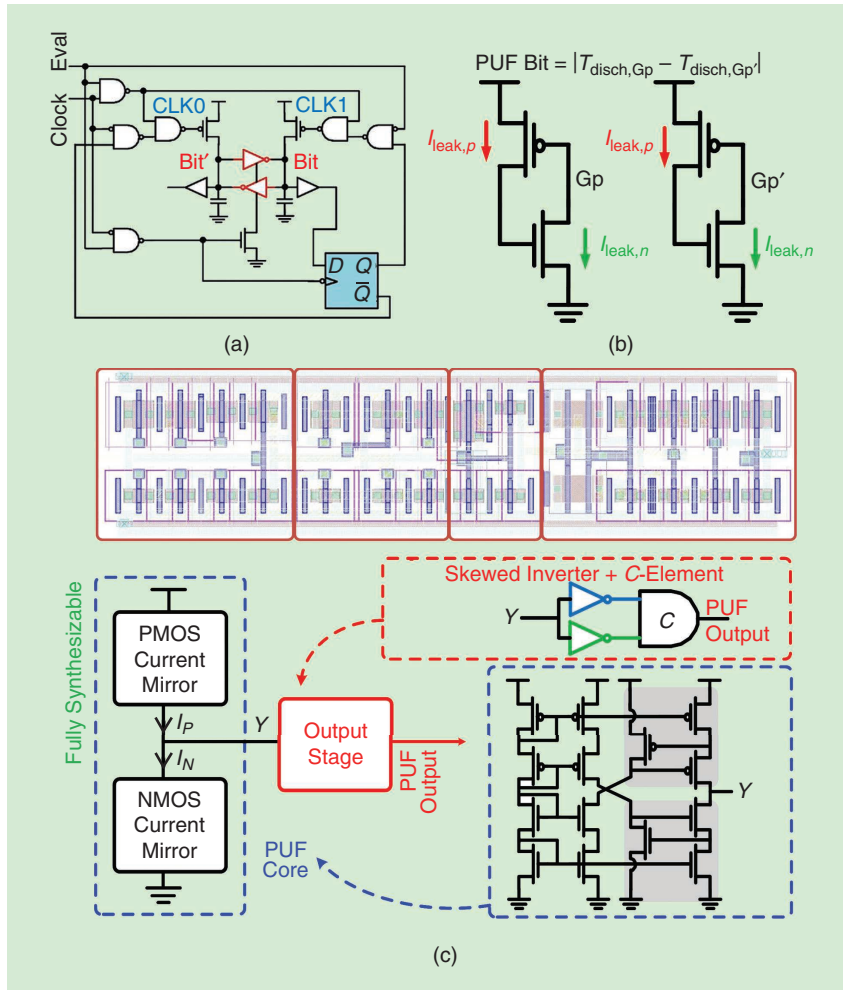 Eval
Clock
CLK0
CLK1
Bit′
Bit
D Q
Q̅
(a)
PUF Bit = |T_disch,Gp − T_disch,Gp′|
I_leak,p
I_leak,p
Gp
Gp′
I_leak,n
I_leak,n
(b)
Fully Synthesizable
PMOS
Current
Mirror
I_P
I_N
NMOS
Current
Mirror
Y
Output
Stage
PUF
Output
Skewed Inverter + C-Element
Y
C
PUF
Output
PUF
Core
Y
(c)